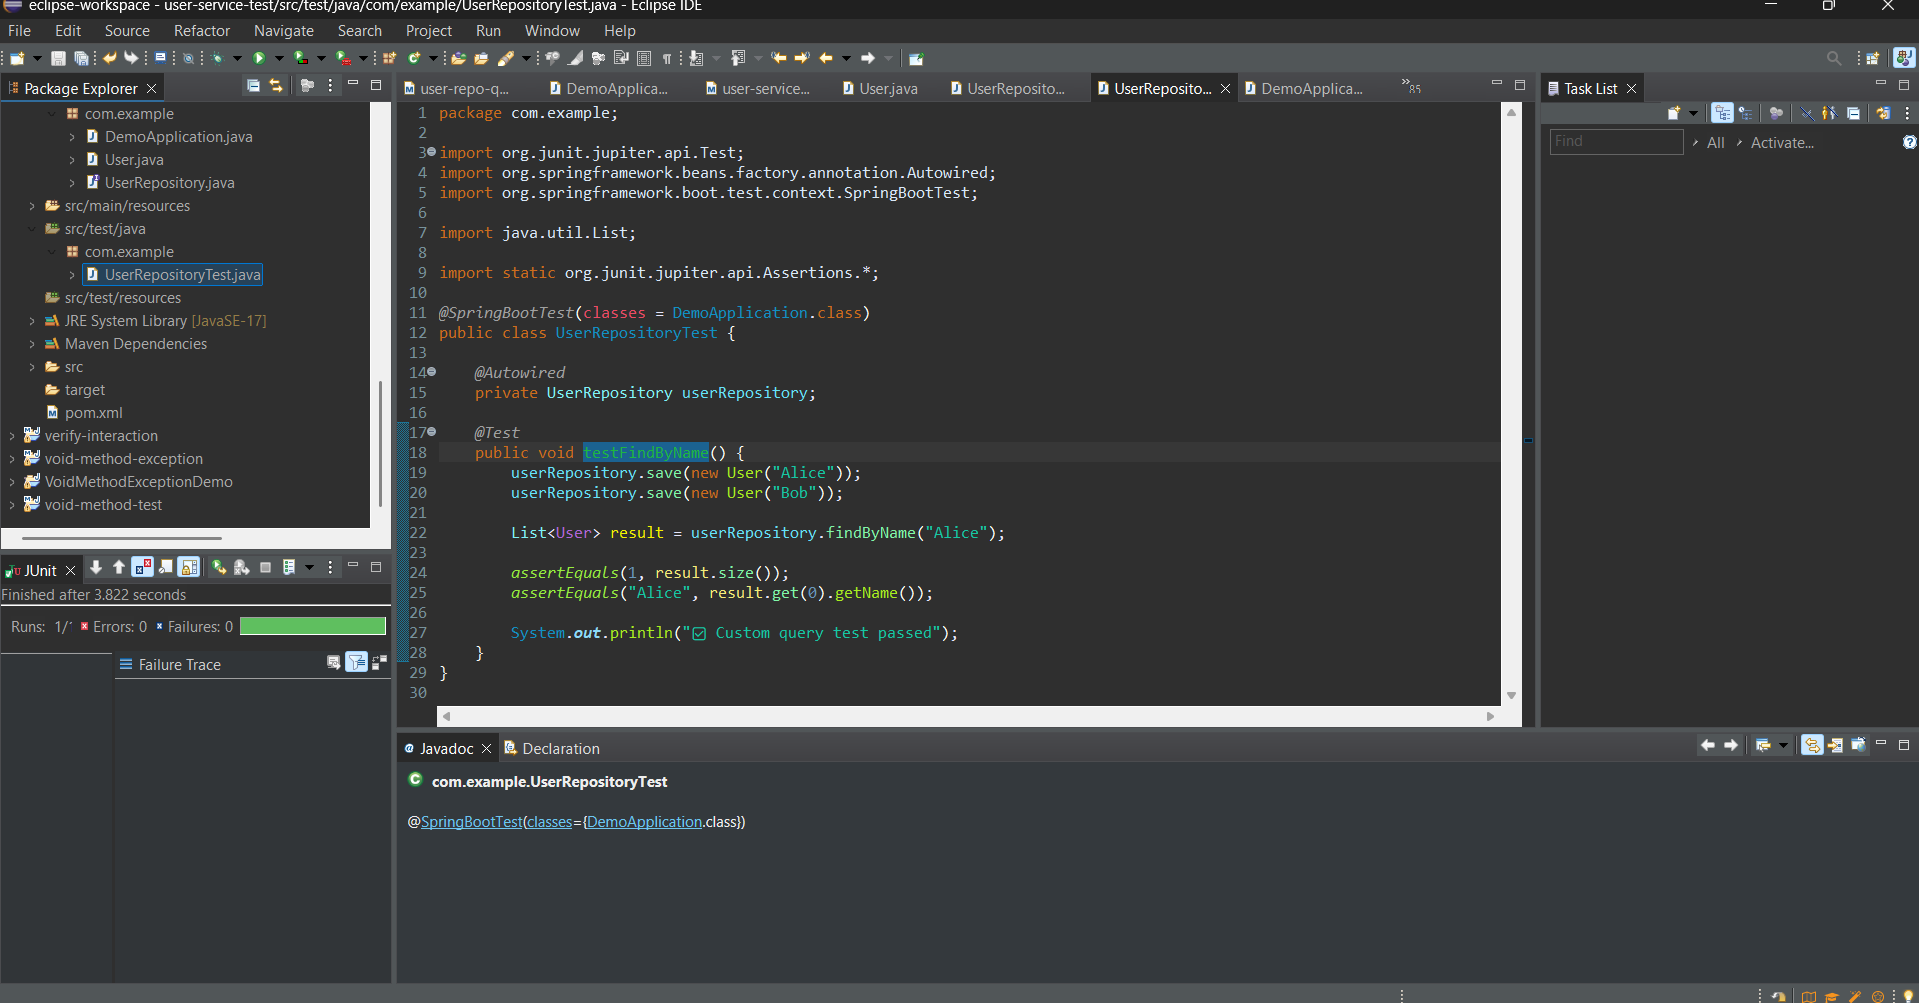 eclipse-workspace - user-service-test/src/test/java/com/example/UserRepositoryTest.java - Eclipse IDE
File Edit Source Refactor Navigate Search Project Run Window Help
Package Explorer
com.example
DemoApplication.java
User.java
UserRepository.java
src/main/resources
src/test/java
com.example
UserRepositoryTest.java
src/test/resources
JRE System Library [JavaSE-17]
Maven Dependencies
src
target
pom.xml
verify-interaction
void-method-exception
VoidMethodExceptionDemo
void-method-test
JUnit
Finished after 3.822 seconds
Runs: 1/ Errors: 0 Failures: 0
Failure Trace
user-repo-q... DemoApplica... user-service... User.java UserReposito... UserReposito... DemoApplica... »85
1 package com.example;
2
3 import org.junit.jupiter.api.Test;
4 import org.springframework.beans.factory.annotation.Autowired;
5 import org.springframework.boot.test.context.SpringBootTest;
6
7 import java.util.List;
8
9 import static org.junit.jupiter.api.Assertions.*;
10
11 @SpringBootTest(classes = DemoApplication.class)
12 public class UserRepositoryTest {
13
14 @Autowired
15 private UserRepository userRepository;
16
17 @Test
18 public void testFindByName() {
19 userRepository.save(new User("Alice"));
20 userRepository.save(new User("Bob"));
21
22 List<User> result = userRepository.findByName("Alice");
23
24 assertEquals(1, result.size());
25 assertEquals("Alice", result.get(0).getName());
26
27 System.out.println("☑ Custom query test passed");
28 }
29 }
30
Task List
Find All Activate...
Javadoc Declaration
com.example.UserRepositoryTest
@SpringBootTest(classes={DemoApplication.class})